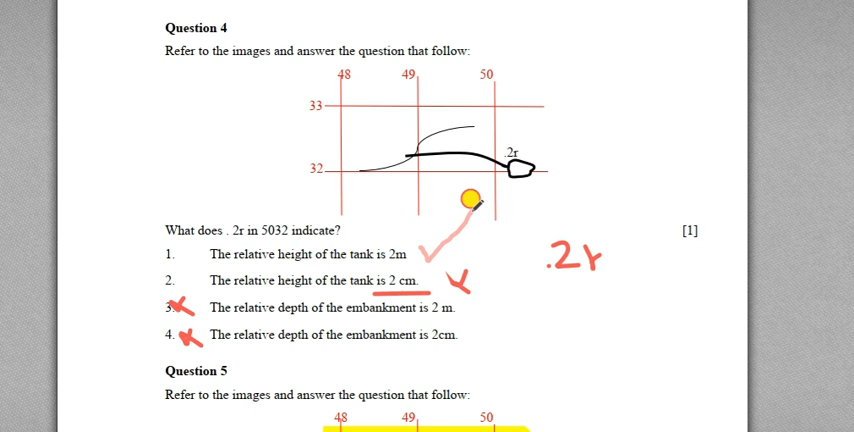 Question 4
Refer to the images and answer the question that follow:
48 49 50
33
.2r
32
What does . 2r in 5032 indicate? [1]
1. The relative height of the tank is 2m
.2r
2. The relative height of the tank is 2 cm.
3. The relative depth of the embankment is 2 m.
4. The relative depth of the embankment is 2cm.
Question 5
Refer to the images and answer the question that follow:
48 49 50